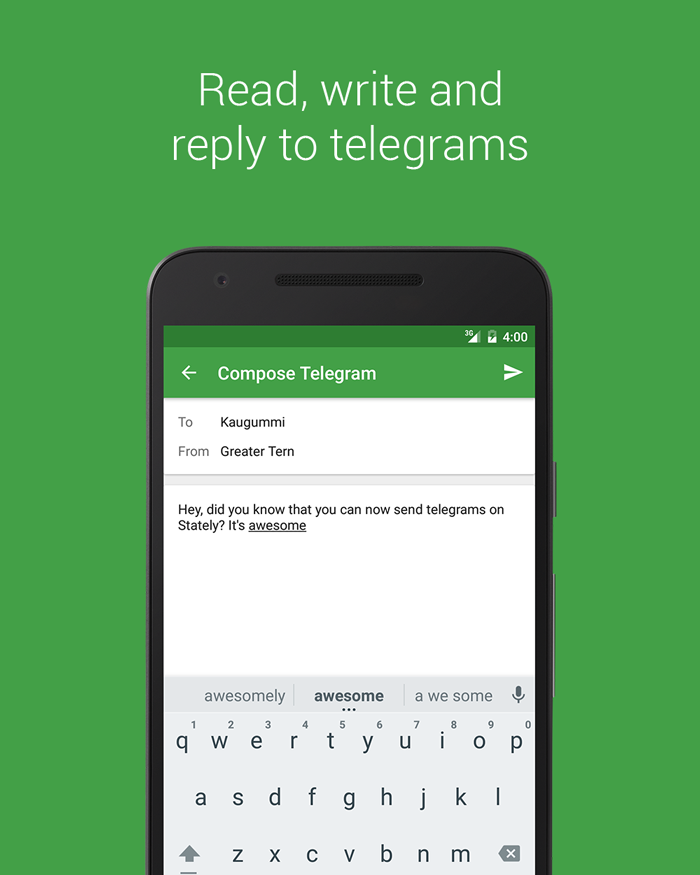 Read, write and
reply to telegrams
3G 4:00
Compose Telegram
To Kaugummi
From Greater Tern
Hey, did you know that you can now send telegrams on
Stately? It's awesome
awesomely awesome a we some
1 2 3 4 5 6 7 8 9 0
q w e r t y u i o p
a s d f g h j k l
z x c v b n m